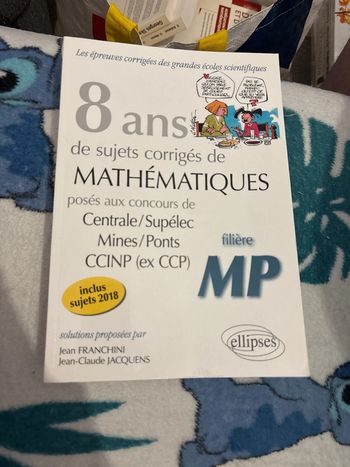 Les épreuves corrigées des grandes écoles scientifiques
8 ans
de sujets corrigés de
MATHÉMATIQUES
posés aux concours de
Centrale/Supélec
Mines/Ponts
CCINP (ex CCP)
filière
MP
inclus
sujets 2018
solutions proposées par
Jean FRANCHINI
Jean-Claude JACQUENS
ellipses